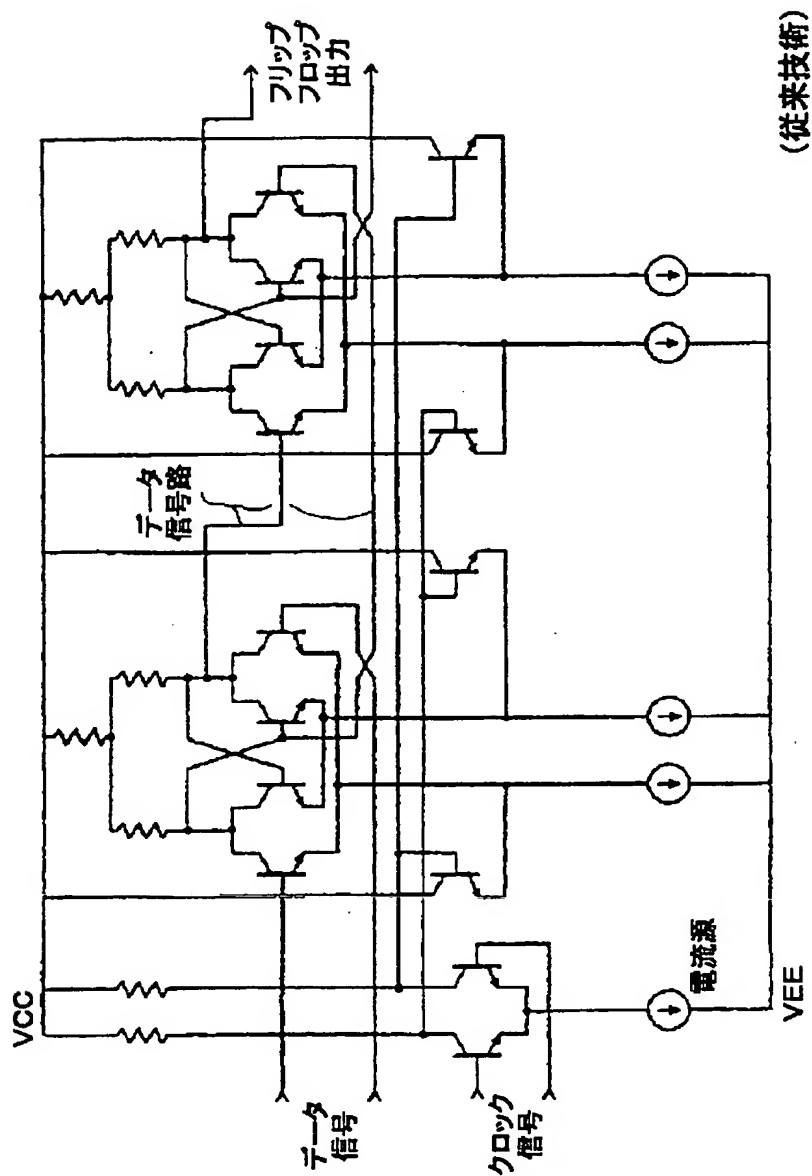 VCC
データ
信号
クロック
信号
データ
信号路
フリップ
フロップ
出力
電流源
VEE
(従来技術)